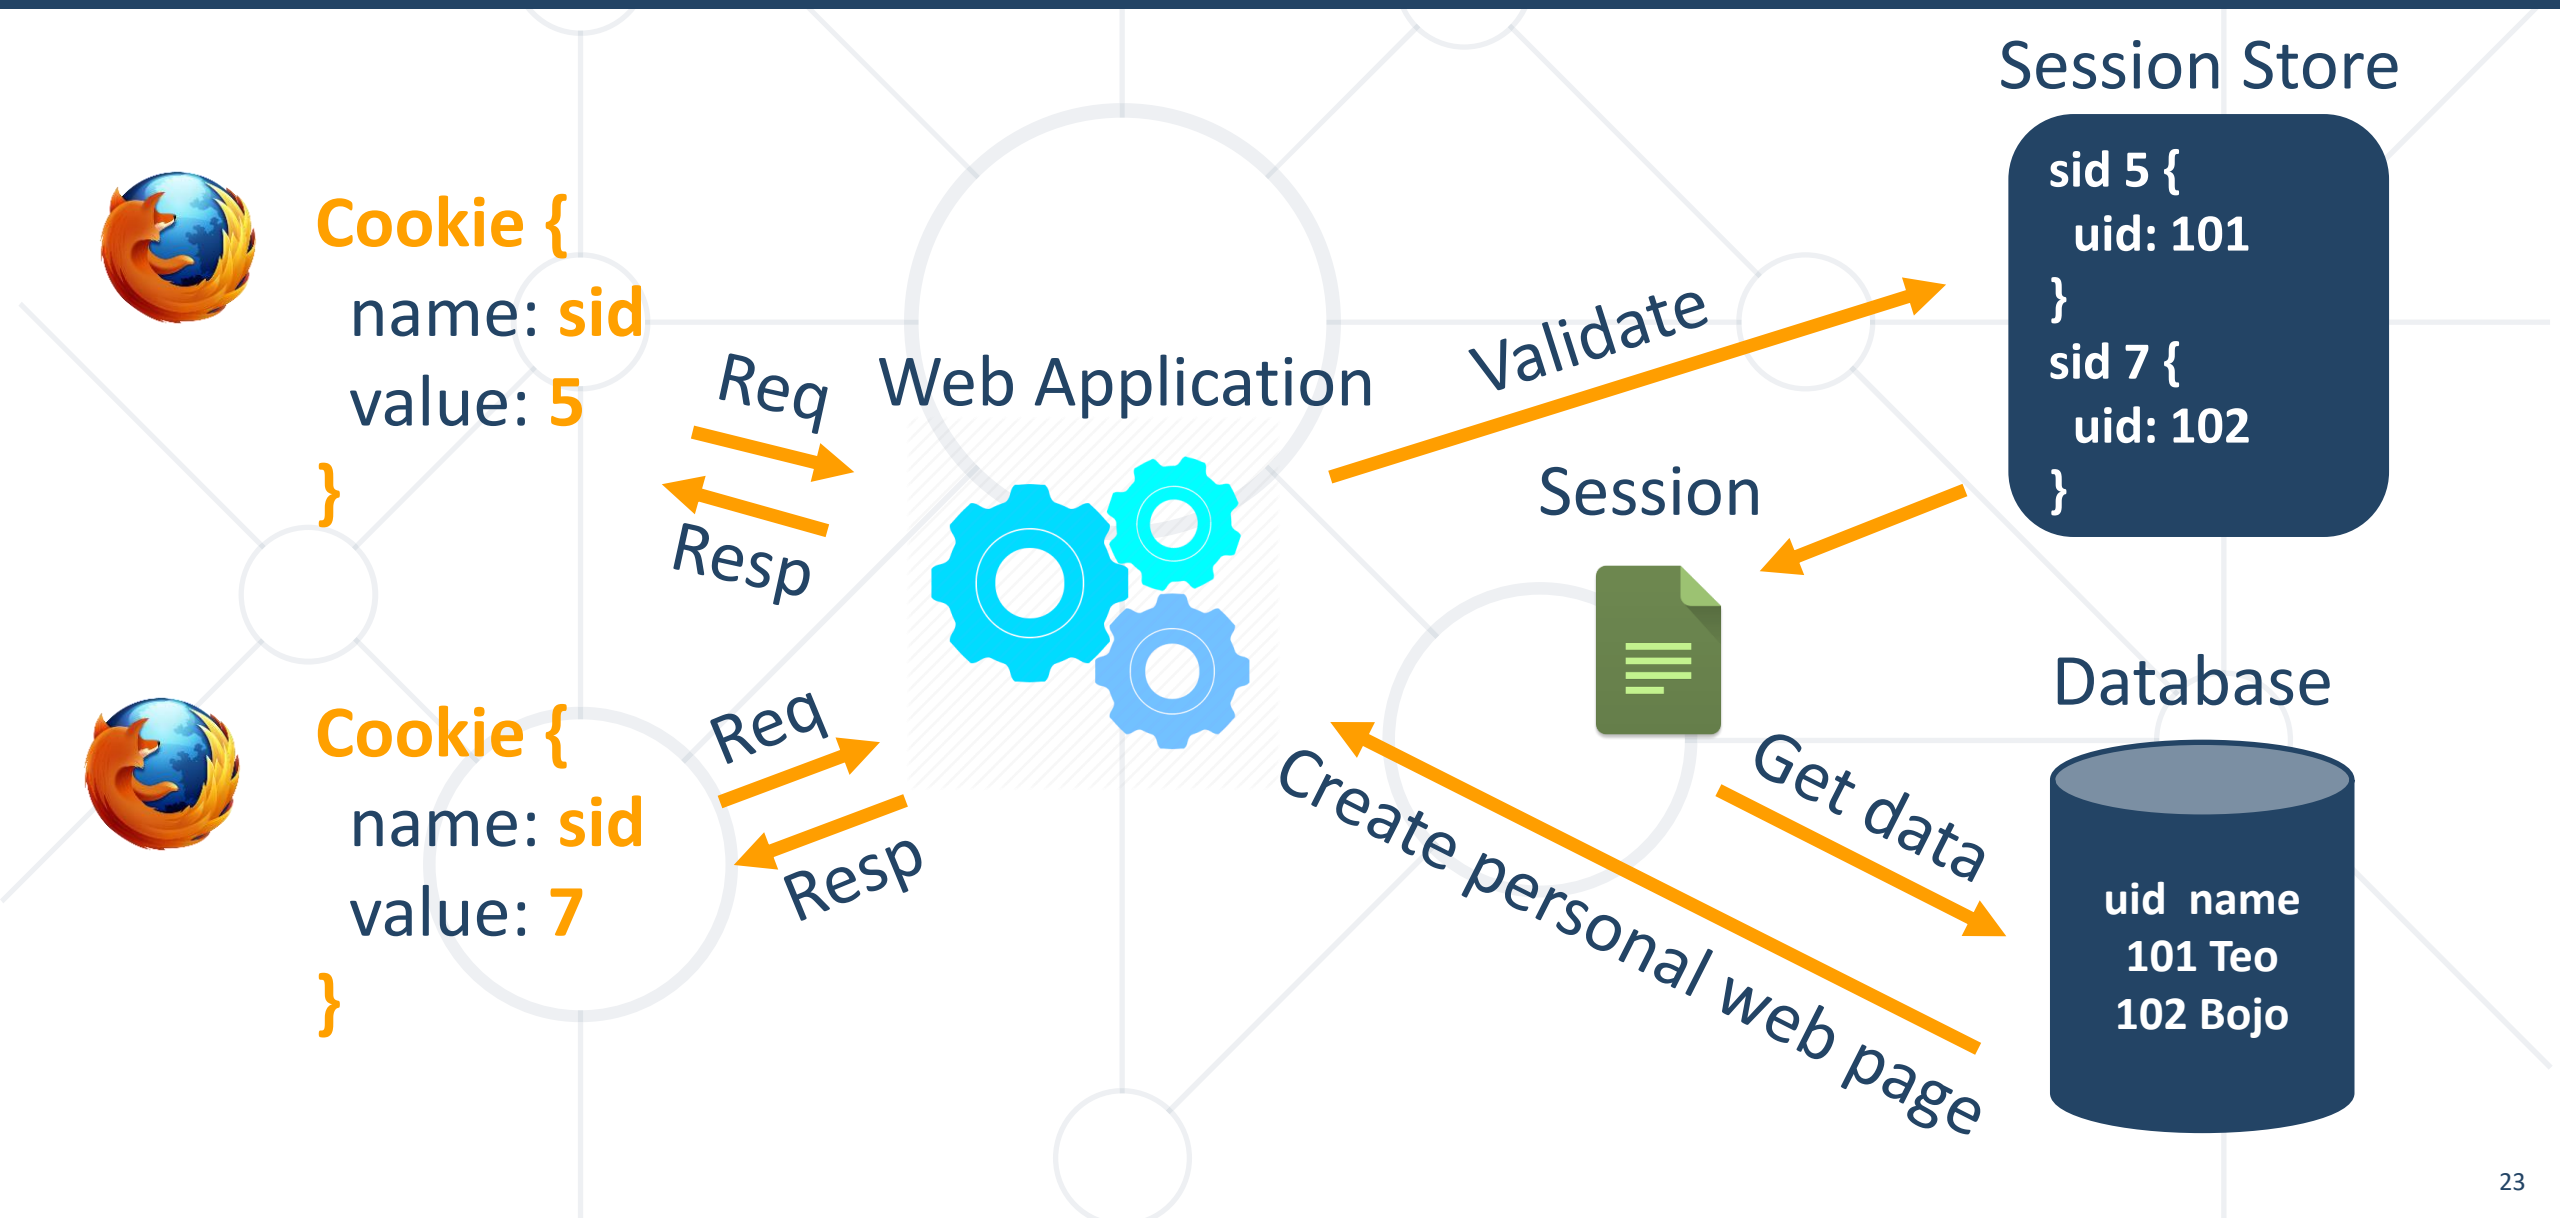 Session Store
sid 5 {
uid: 101
}
sid 7 {
uid: 102
}
Cookie {
name: sid
value: 5
}
Req
Resp
Web Application
Validate
Session
Cookie {
name: sid
value: 7
}
Req
Resp
Get data
Create personal web page
Database
uid name
101 Teo
102 Bojo
23